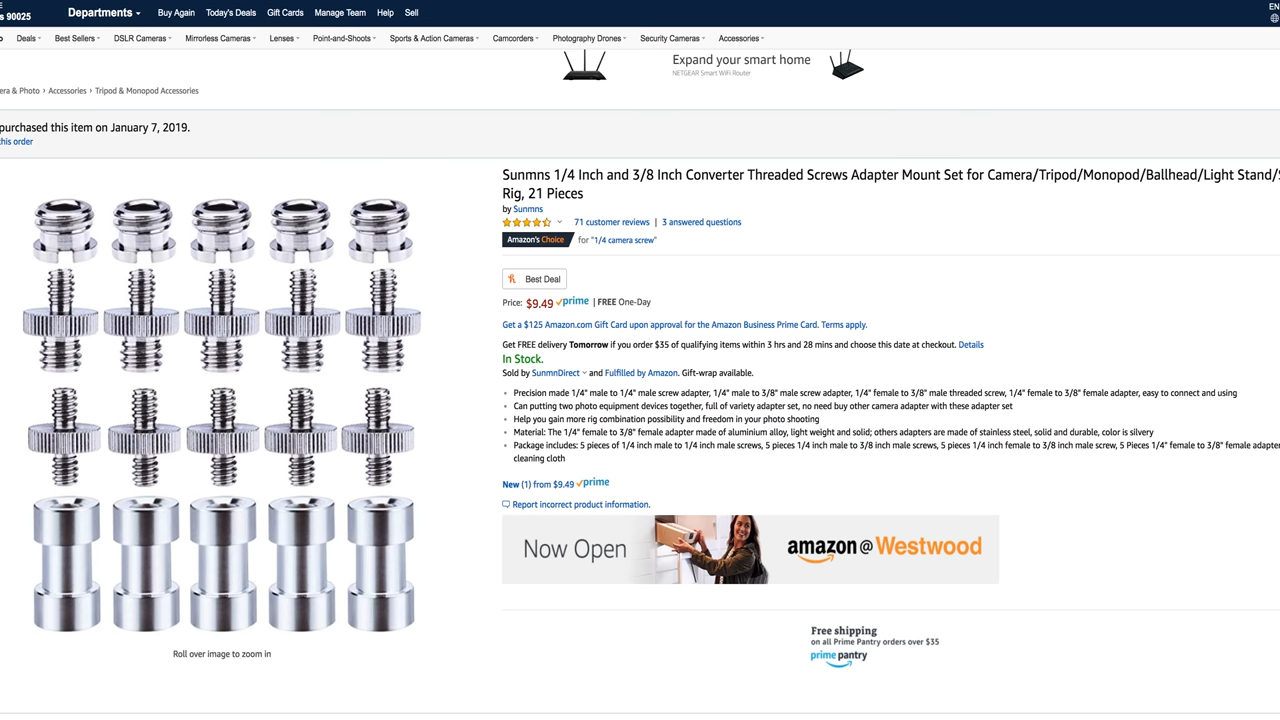 E
s 90025
Departments
Buy Again Today's Deals Gift Cards Manage Team Help Sell
EN
Deals Best Sellers DSLR Cameras Mirrorless Cameras Lenses Point-and-Shoots Sports & Action Cameras Camcorders Photography Drones Security Cameras Accessories
Expand your smart home
NETGEAR Smart WiFi Router
era & Photo › Accessories › Tripod & Monopod Accessories
purchased this item on January 7, 2019.
his order
Sunmns 1/4 Inch and 3/8 Inch Converter Threaded Screws Adapter Mount Set for Camera/Tripod/Monopod/Ballhead/Light Stand/S
Rig, 21 Pieces
by Sunmns
71 customer reviews | 3 answered questions
Amazon's Choice for "1/4 camera screw"
Best Deal
Price: $9.49 prime | FREE One-Day
Get a $125 Amazon.com Gift Card upon approval for the Amazon Business Prime Card. Terms apply.
Get FREE delivery Tomorrow if you order $35 of qualifying items within 3 hrs and 28 mins and choose this date at checkout. Details
In Stock.
Sold by SunmnDirect and Fulfilled by Amazon. Gift-wrap available.
• Precision made 1/4" male to 1/4" male screw adapter, 1/4" male to 3/8" male screw adapter, 1/4" female to 3/8" male threaded screw, 1/4" female to 3/8" female adapter, easy to connect and using
• Can putting two photo equipment devices together, full of variety adapter set, no need buy other camera adapter with these adapter set
• Help you gain more rig combination possibility and freedom in your photo shooting
• Material: The 1/4" female to 3/8" female adapter made of aluminium alloy, light weight and solid; others adapters are made of stainless steel, solid and durable, color is silvery
• Package includes: 5 pieces of 1/4 inch male to 1/4 inch male screws, 5 pieces 1/4 inch male to 3/8 inch male screws, 5 pieces 1/4 inch female to 3/8 inch male screws, 5 Pieces 1/4" female to 3/8" female adapte
cleaning cloth
New (1) from $9.49 prime
Report incorrect product information.
Now Open
amazon@Westwood
Roll over image to zoom in
Free shipping
on all Prime Pantry orders over $35
prime pantry